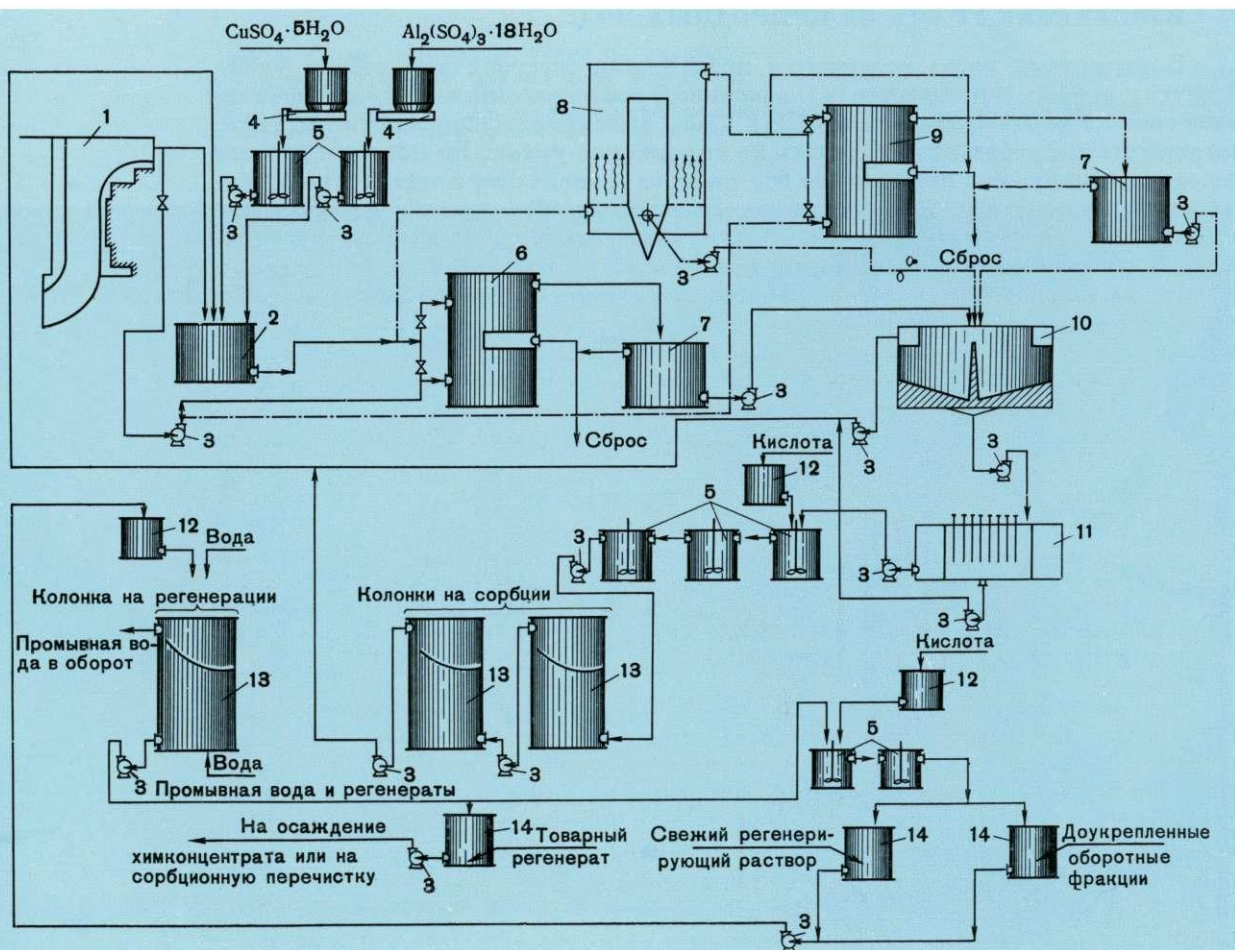 CuSO₄·5H₂O
Al₂(SO₄)₃·18H₂O
1
4
5
4
8
9
7
3
3
3
3
Сброс
6
2
7
10
3
3
Сброс
3
3
Кислота
12
5
11
3
3
3
12
Вода
Колонка на регенерации
Колонки на сорбции
Промывная во-
да в оборот
13
13
13
Кислота
12
5
Вода
3
3
3
Промывная вода и регенераты
На осаждение
химконцентрата или на
сорбционную перечистку
3
14
Товарный
регенерат
Свежий регенери-
рующий раствор
14
14
Доукрепленные
оборотные
фракции
3